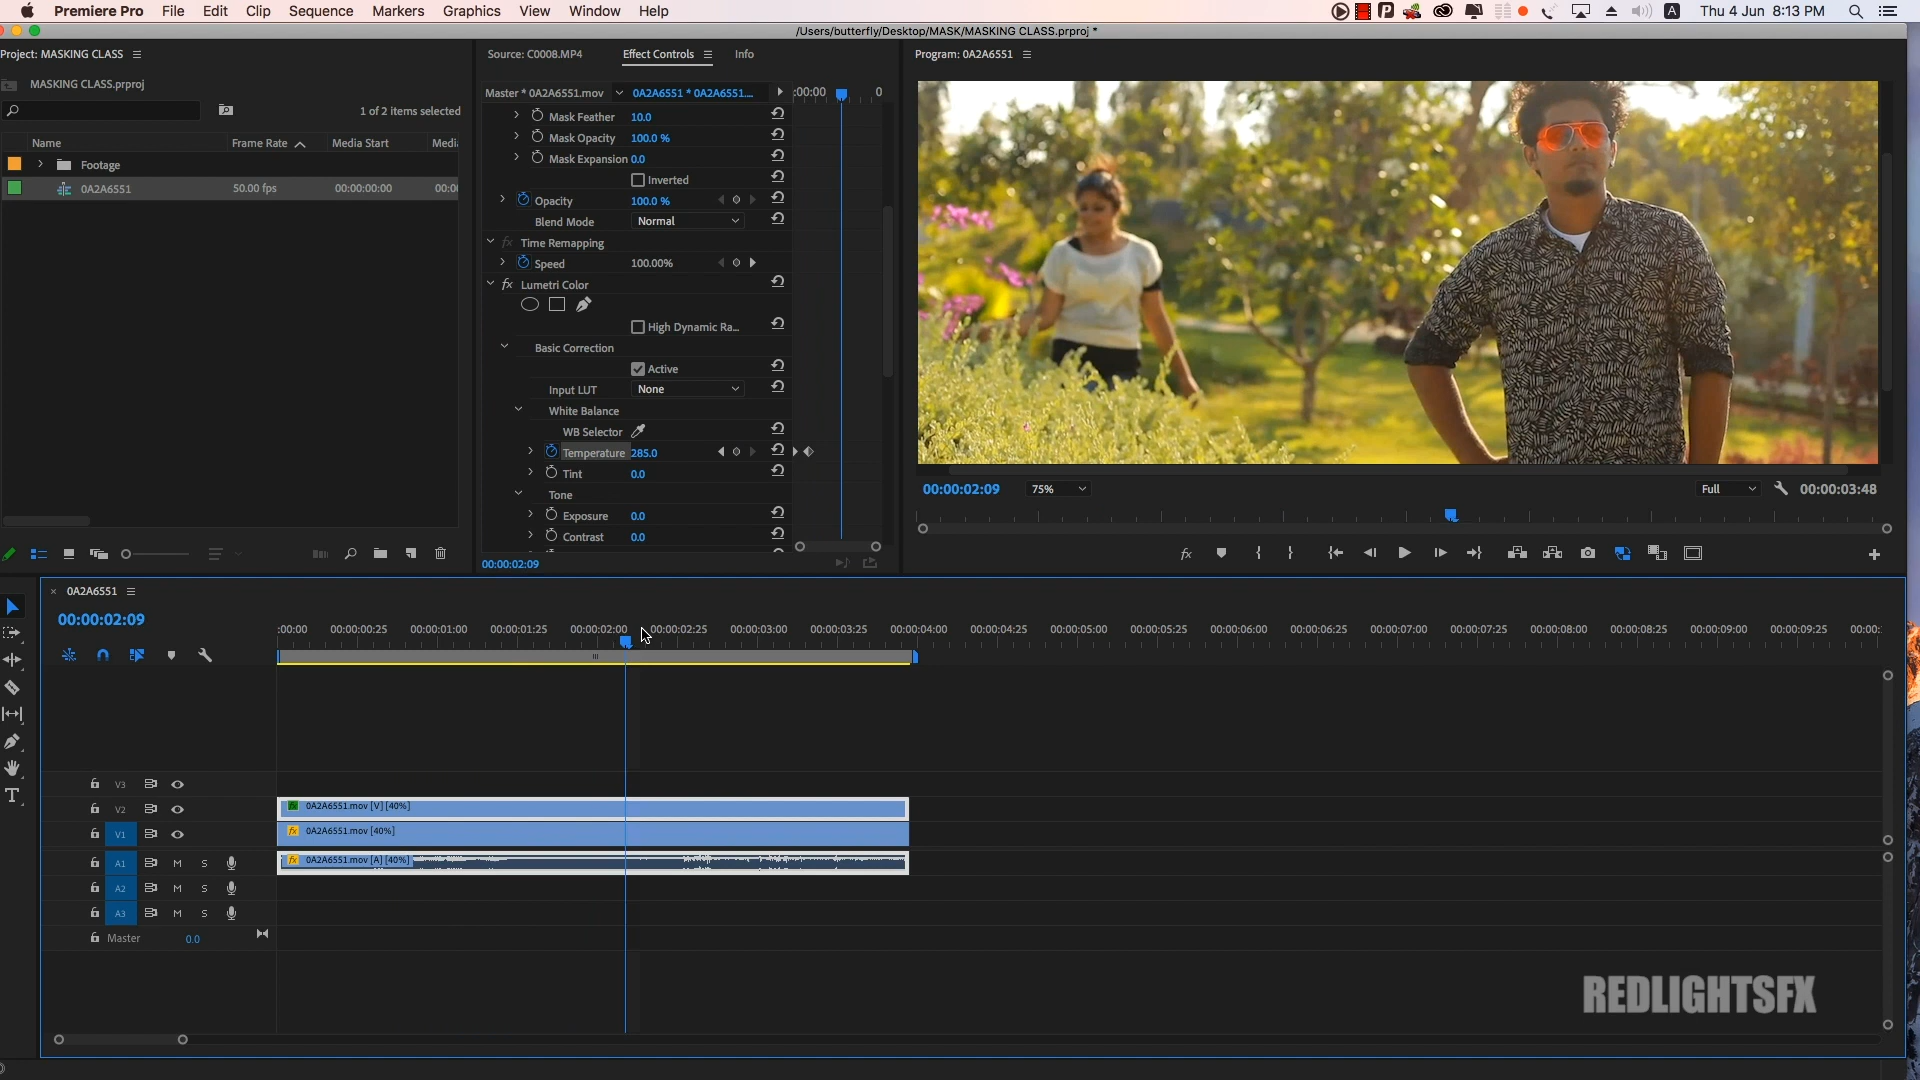 Premiere Pro File Edit Clip Sequence Markers Graphics View Window Help
A Thu 4 Jun 8:13 PM
/Users/butterfly/Desktop/MASK/MASKING CLASS.prproj *
Project: MASKING CLASS
MASKING CLASS.prproj
1 of 2 items selected
Name Frame Rate Media Start Media
Footage
0A2A6551 50.00 fps 00:00:00:00 00:00
Source: C0008.MP4 Effect Controls Info
Master * 0A2A6551.mov 0A2A6551 * 0A2A6551.... :00:00 0
Mask Feather 10.0
Mask Opacity 100.0 %
Mask Expansion 0.0
Inverted
Opacity 100.0 %
Blend Mode Normal
fx Time Remapping
Speed 100.00%
fx Lumetri Color
High Dynamic Ra...
Basic Correction
Active
Input LUT None
White Balance
WB Selector
Temperature 285.0
Tint 0.0
Tone
Exposure 0.0
Contrast 0.0
00:00:02:09
Program: 0A2A6551
00:00:02:09 75% Full 00:00:03:48
fx
0A2A6551
00:00:02:09
:00:00 00:00:00:25 00:00:01:00 00:00:01:25 00:00:02:00 00:00:02:25 00:00:03:00 00:00:03:25 00:00:04:00 00:00:04:25 00:00:05:00 00:00:05:25 00:00:06:00 00:00:06:25 00:00:07:00 00:00:07:25 00:00:08:00 00:00:08:25 00:00:09:00 00:00:09:25 00:00:
V3
V2 fx 0A2A6551.mov [V] [40%]
V1 fx 0A2A6551.mov [40%]
A1 M S fx 0A2A6551.mov [A] [40%]
A2 M S
A3 M S
Master 0.0
REDLIGHTSFX